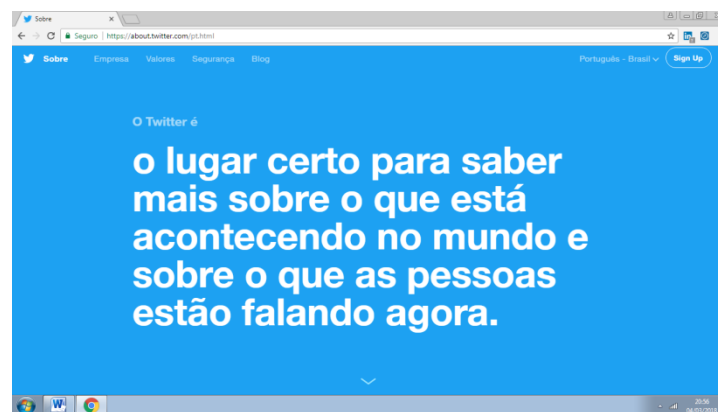 Sobre
Seguro | https://about.twitter.com/pt.html
Sobre Empresa Valores Segurança Blog Português - Brasil Sign Up
O Twitter é
o lugar certo para saber
mais sobre o que está
acontecendo no mundo e
sobre o que as pessoas
estão falando agora.
20:56